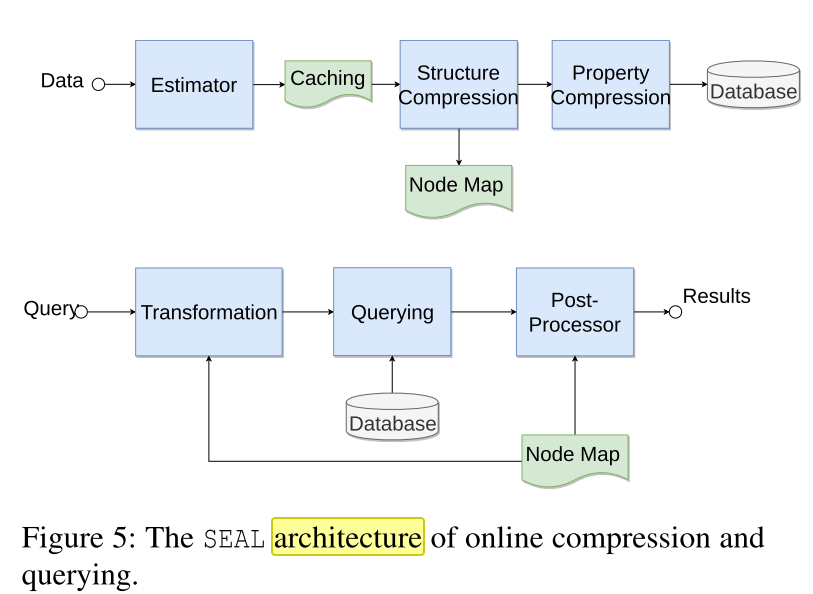 Data
Estimator
Caching
Structure
Compression
Property
Compression
Database
Node Map
Query
Transformation
Querying
Post-
Processor
Results
Database
Node Map
Figure 5: The SEAL architecture of online compression and
querying.